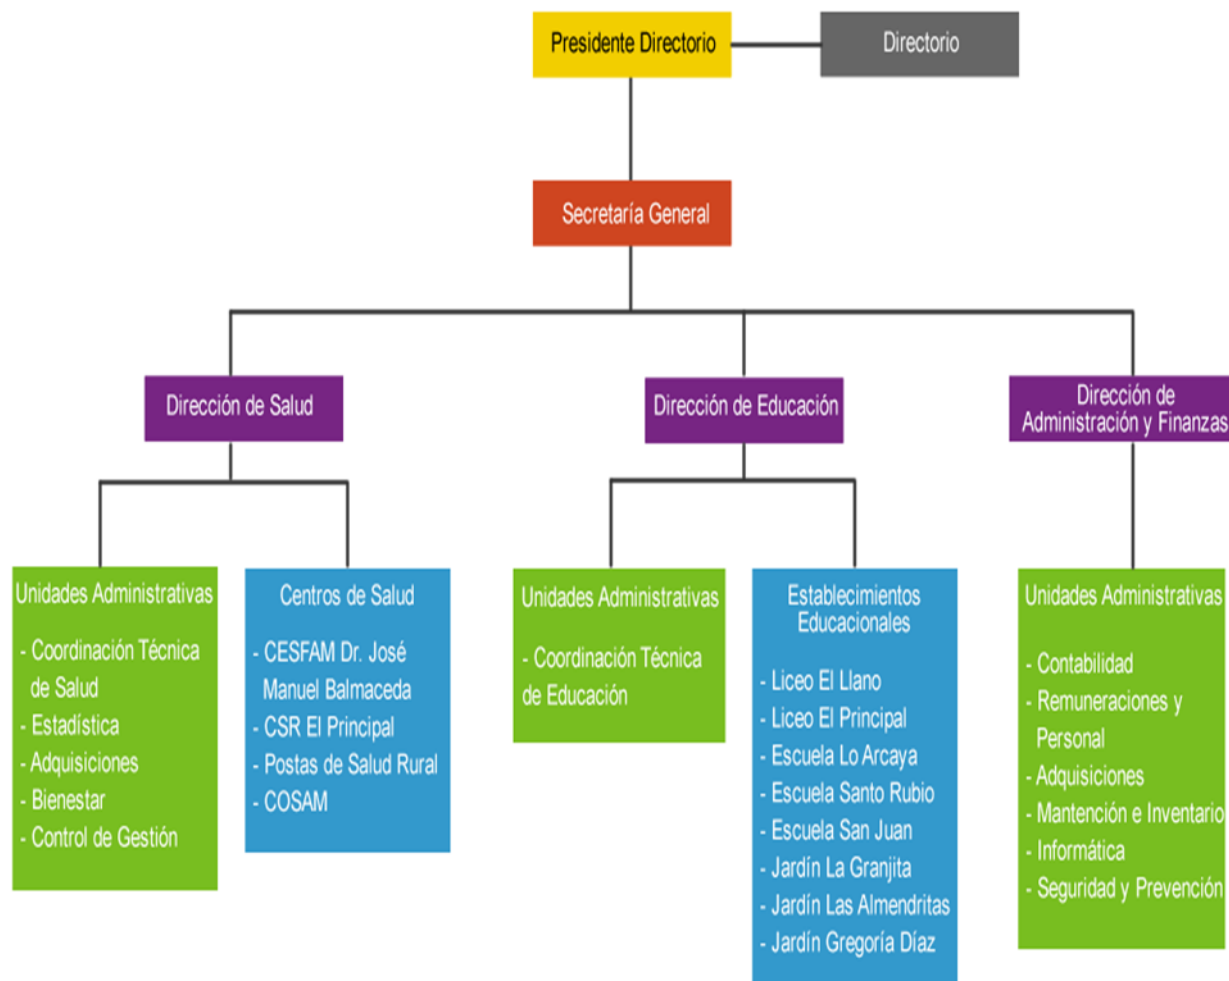 Presidente Directorio
Directorio
Secretaría General
Dirección de Salud
Dirección de Educación
Dirección de
Administración y Finanzas
Unidades Administrativas
- Coordinación Técnica
de Salud
- Estadística
- Adquisiciones
- Bienestar
- Control de Gestión
Centros de Salud
- CESFAM Dr. José
Manuel Balmaceda
- CSR El Principal
- Postas de Salud Rural
- COSAM
Unidades Administrativas
- Coordinación Técnica
de Educación
Establecimientos
Educacionales
- Liceo El Llano
- Liceo El Principal
- Escuela Lo Arcaya
- Escuela Santo Rubio
- Escuela San Juan
- Jardín La Granjita
- Jardín Las Almendritas
- Jardín Gregoría Díaz
Unidades Administrativas
- Contabilidad
- Remuneraciones y
Personal
- Adquisiciones
- Mantención e Inventario
- Informática
- Seguridad y Prevención